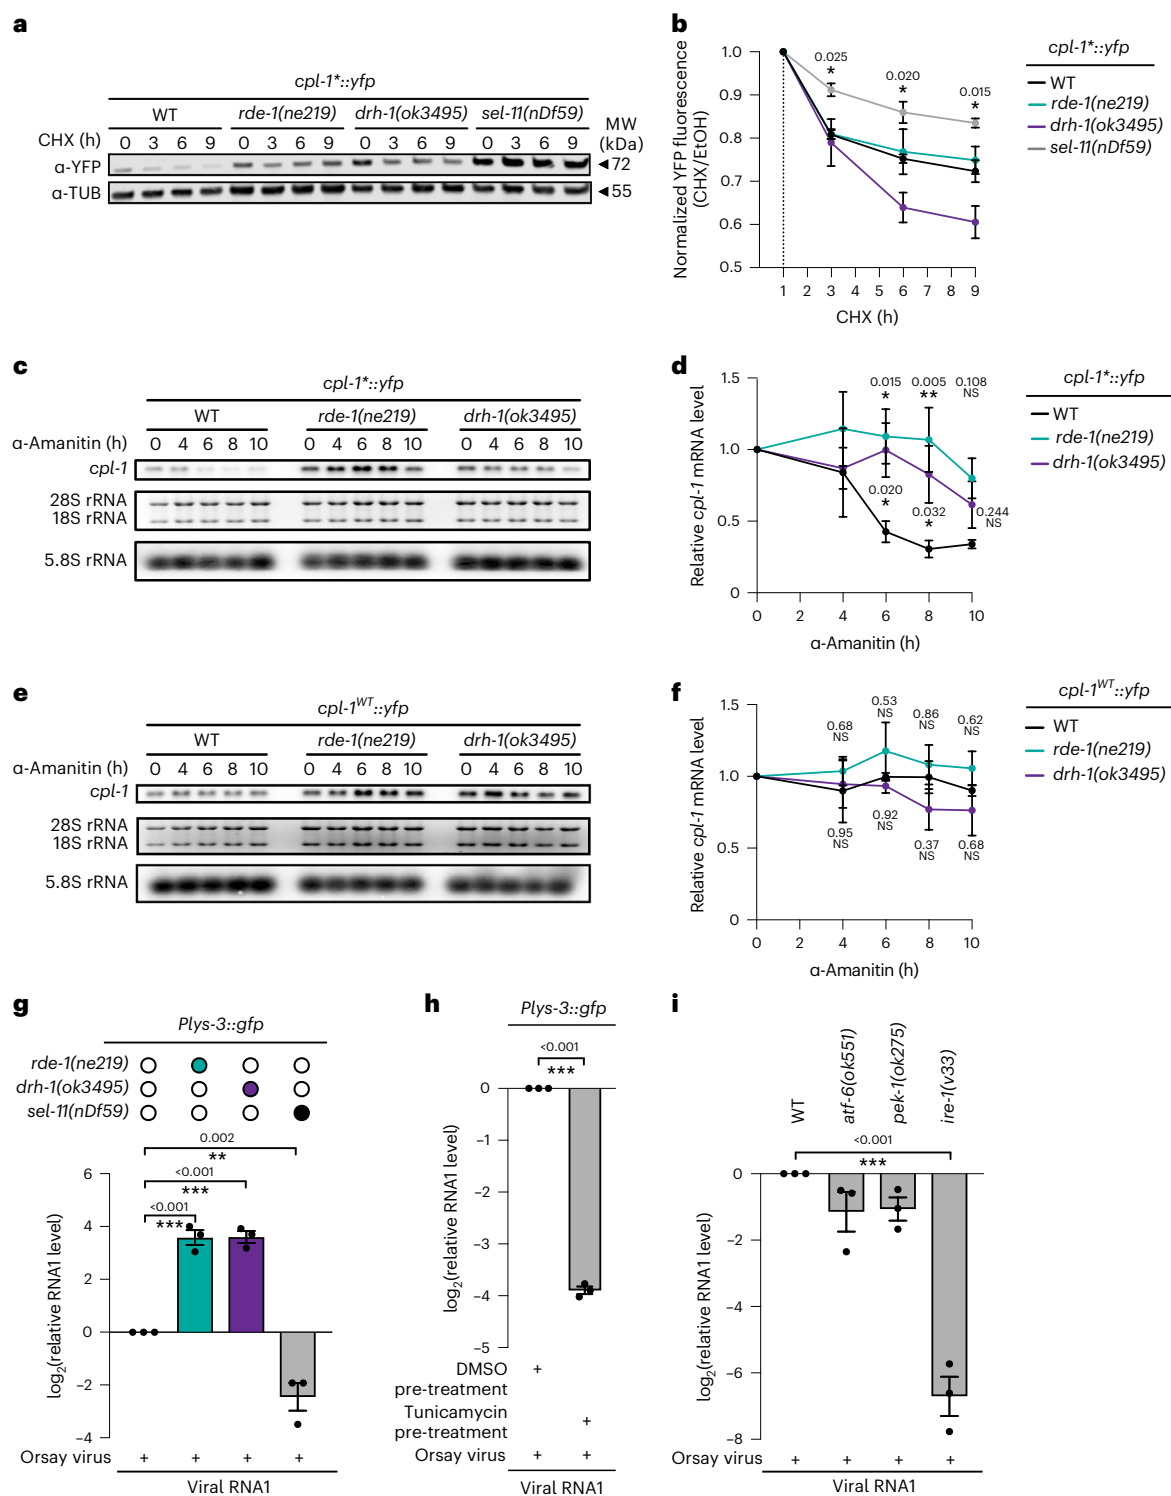 a
cpl-1*::yfp
WT rde-1(ne219) drh-1(ok3495) sel-11(nDf59) MW (kDa)
CHX (h) 0 3 6 9 0 3 6 9 0 3 6 9 0 3 6 9
α-YFP 72
α-TUB 55
b
Normalized YFP fluorescence (CHX/EtOH)
1.0
0.9
0.8
0.7
0.6
0.5
0.025 *
0.020 *
0.015 *
1 2 3 4 5 6 7 8 9
CHX (h)
cpl-1*::yfp
WT
rde-1(ne219)
drh-1(ok3495)
sel-11(nDf59)
c
cpl-1*::yfp
WT rde-1(ne219) drh-1(ok3495)
α-Amanitin (h) 0 4 6 8 10 0 4 6 8 10 0 4 6 8 10
cpl-1
28S rRNA
18S rRNA
5.8S rRNA
d
Relative cpl-1 mRNA level
1.5
1.0
0.5
0
0.015 *
0.005 **
0.108 NS
0.020 *
0.032 *
0.244 NS
0 2 4 6 8 10
α-Amanitin (h)
cpl-1*::yfp
WT
rde-1(ne219)
drh-1(ok3495)
e
cpl-1WT::yfp
WT rde-1(ne219) drh-1(ok3495)
α-Amanitin (h) 0 4 6 8 10 0 4 6 8 10 0 4 6 8 10
cpl-1
28S rRNA
18S rRNA
5.8S rRNA
f
Relative cpl-1 mRNA level
1.5
1.0
0.5
0
0.68 NS
0.53 NS
0.86 NS
0.62 NS
0.95 NS
0.92 NS
0.37 NS
0.68 NS
0 2 4 6 8 10
α-Amanitin (h)
cpl-1WT::yfp
WT
rde-1(ne219)
drh-1(ok3495)
g
Plys-3::gfp
rde-1(ne219)
drh-1(ok3495)
sel-11(nDf59)
0.002
**
<0.001
***
<0.001
***
log2(relative RNA1 level)
6
4
2
0
−2
−4
Orsay virus + + + +
Viral RNA1
h
Plys-3::gfp
<0.001
***
log2(relative RNA1 level)
0
−1
−2
−3
−4
−5
DMSO +
pre-treatment
Tunicamycin +
pre-treatment
Orsay virus + +
Viral RNA1
i
WT
atf-6(ok551)
pek-1(ok275)
ire-1(v33)
<0.001
***
log2(relative RNA1 level)
0
−2
−4
−6
−8
Orsay virus + + + +
Viral RNA1